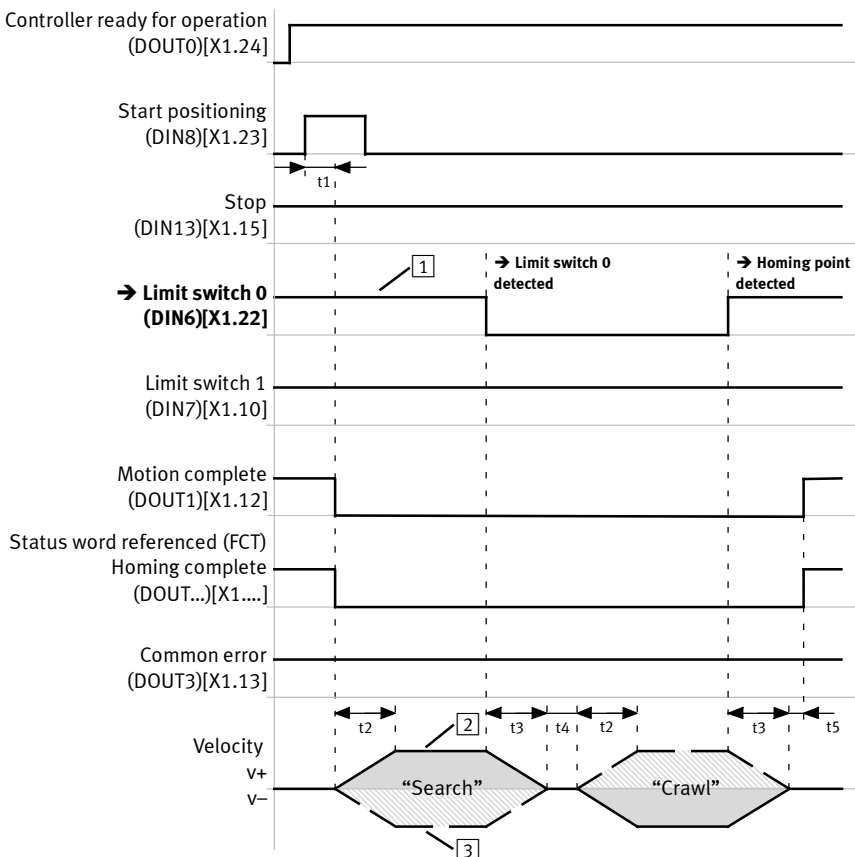 Controller ready for operation
(DOUT0)[X1.24]
Start positioning
(DIN8)[X1.23]
t1
Stop
(DIN13)[X1.15]
1
➔ Limit switch 0
detected
➔ Homing point
detected
➔ Limit switch 0
(DIN6)[X1.22]
Limit switch 1
(DIN7)[X1.10]
Motion complete
(DOUT1)[X1.12]
Status word referenced (FCT)
Homing complete
(DOUT...)[X1....]
Common error
(DOUT3)[X1.13]
t2
2
t3
t4
t2
t3
t5
Velocity
v+
v–
“Search”
“Crawl”
3